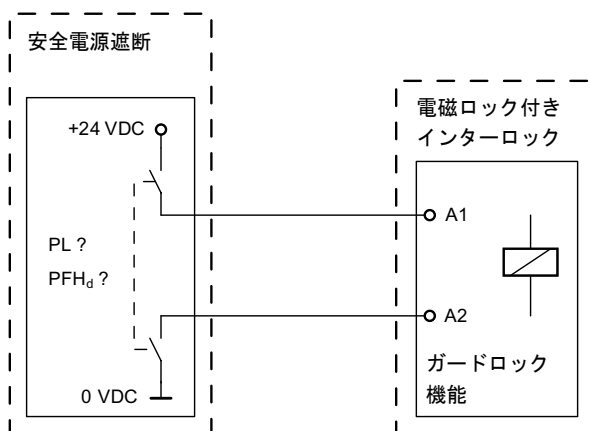 安全電源遮断
+24 VDC
PL ?
PFHd ?
0 VDC
電磁ロック付き
インターロック
A1
A2
ガードロック
機能